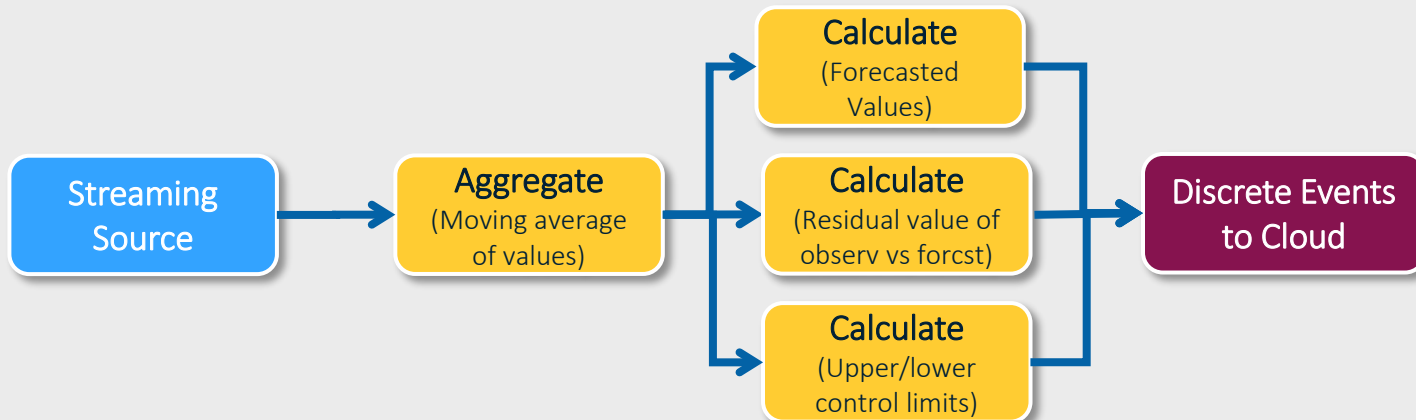 Streaming
Source
Aggregate
(Moving average
of values)
Calculate
(Forecasted
Values)
Calculate
(Residual value of
observ vs forcst)
Calculate
(Upper/lower
control limits)
Discrete Events
to Cloud